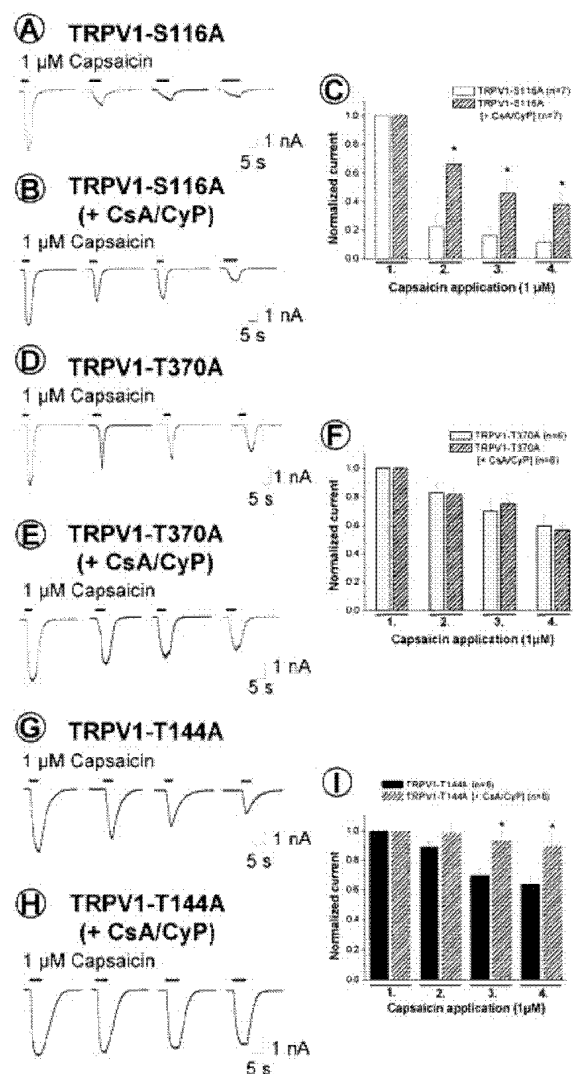 A TRPV1-S116A
1 µM Capsaicin
1 nA
5 s
B TRPV1-S116A
(+ CsA/CyP)
1 µM Capsaicin
1 nA
5 s
C
TRPV1-S116A (n=7)
TRPV1-S116A
[+ CsA/CyP] (n=7)
Normalized current
1.0
0.8
0.6
0.4
0.2
0.0
* * *
1. 2. 3. 4.
Capsaicin application (1 µM)
D TRPV1-T370A
1 µM Capsaicin
1 nA
5 s
E TRPV1-T370A
(+ CsA/CyP)
1 µM Capsaicin
1 nA
5 s
F
TRPV1-T370A
TRPV1-T370A
[+ CsA/CyP]
Normalized current
1.0
0.8
0.6
0.4
0.2
0.0
1. 2. 3. 4.
Capsaicin application (1µM)
G TRPV1-T144A
1 µM Capsaicin
1 nA
5 s
H TRPV1-T144A
(+ CsA/CyP)
1 µM Capsaicin
1 nA
5 s
I
TRPV1-T144A
TRPV1-T144A [+ CsA/CyP]
Normalized current
1.0
0.8
0.6
0.4
0.2
0.0
* *
1. 2. 3. 4.
Capsaicin application (1µM)